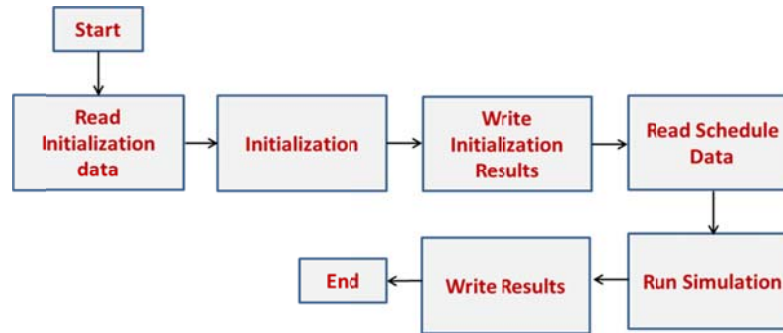 Start
Read
Initialization
data
Initialization
Write
Initialization
Results
Read Schedule
Data
Run Simulation
Write Results
End